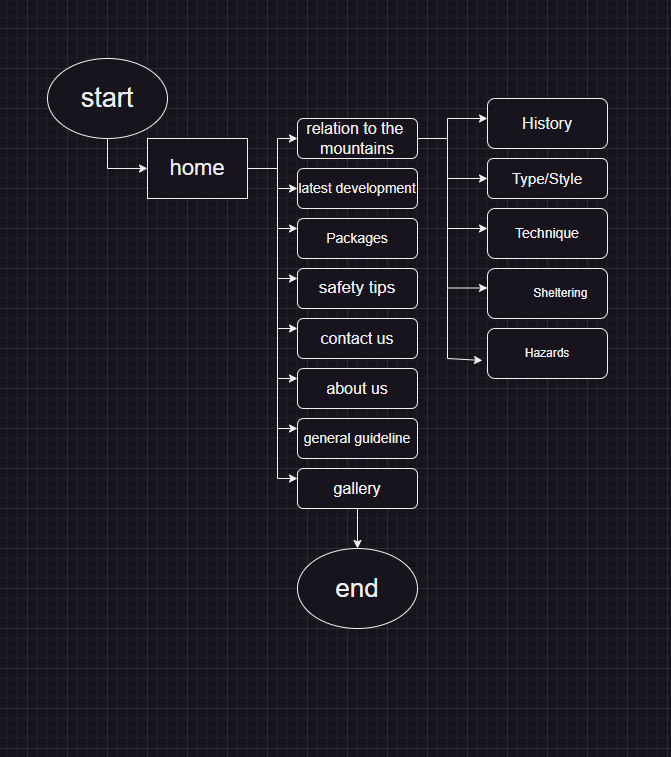 start
home
relation to the
mountains
latest development
Packages
safety tips
contact us
about us
general guideline
gallery
end
History
Type/Style
Technique
Sheltering
Hazards